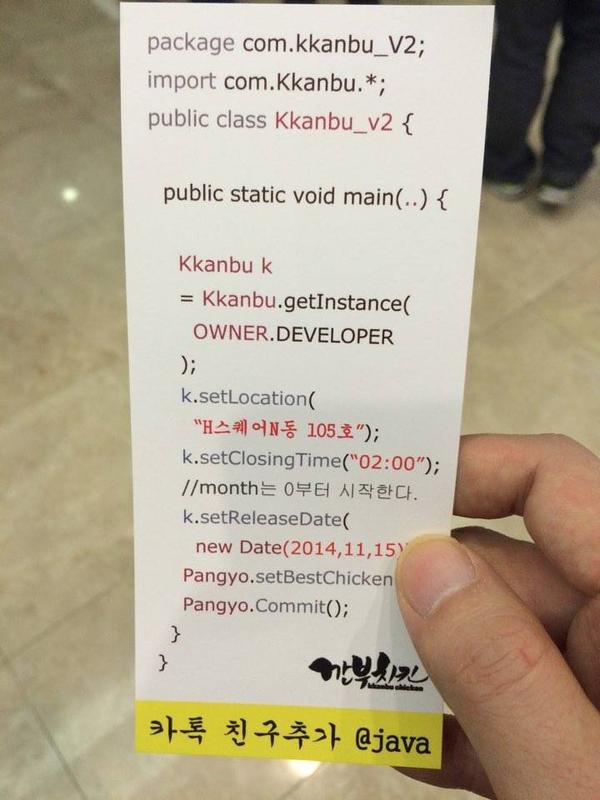 package com.kkanbu_V2;
import com.Kkanbu.*;
public class Kkanbu_v2 {
public static void main(..) {
Kkanbu k
= Kkanbu.getInstance(
OWNER.DEVELOPER
);
k.setLocation(
"H스퀘어N동 105호");
k.setClosingTime("02:00");
//month는 0부터 시작한다.
k.setReleaseDate(
new Date(2014,11,15)
Pangyo.setBestChicken
Pangyo.Commit();
}
}
깐부치킨
kkanbu chicken
카톡 친구추가 @java